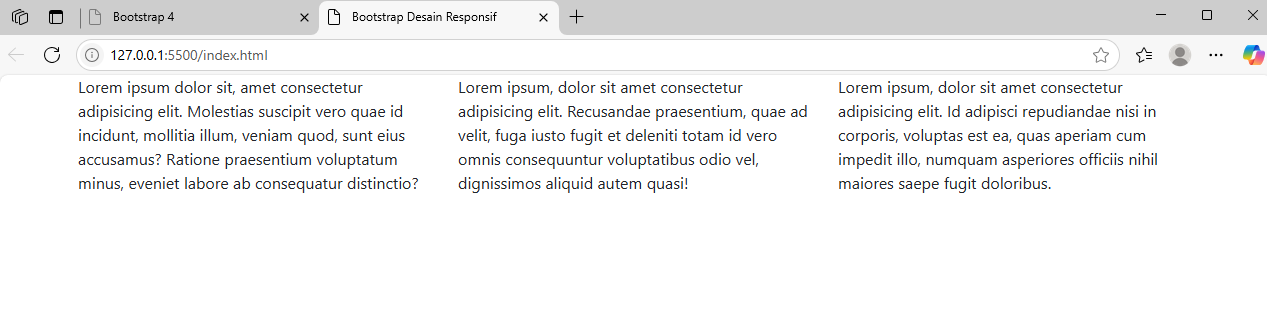 Bootstrap 4
Bootstrap Desain Responsif
127.0.0.1:5500/index.html
Lorem ipsum dolor sit, amet consectetur
adipisicing elit. Molestias suscipit vero quae id
incidunt, mollitia illum, veniam quod, sunt eius
accusamus? Ratione praesentium voluptatum
minus, eveniet labore ab consequatur distinctio?
Lorem ipsum, dolor sit amet consectetur
adipisicing elit. Recusandae praesentium, quae ad
velit, fuga iusto fugit et deleniti totam id vero
omnis consequuntur voluptatibus odio vel,
dignissimos aliquid autem quasi!
Lorem ipsum dolor sit amet consectetur
adipisicing elit. Id adipisci repudiandae nisi in
corporis, voluptas est ea, quas aperiam cum
impedit illo, numquam asperiores officiis nihil
maiores saepe fugit doloribus.